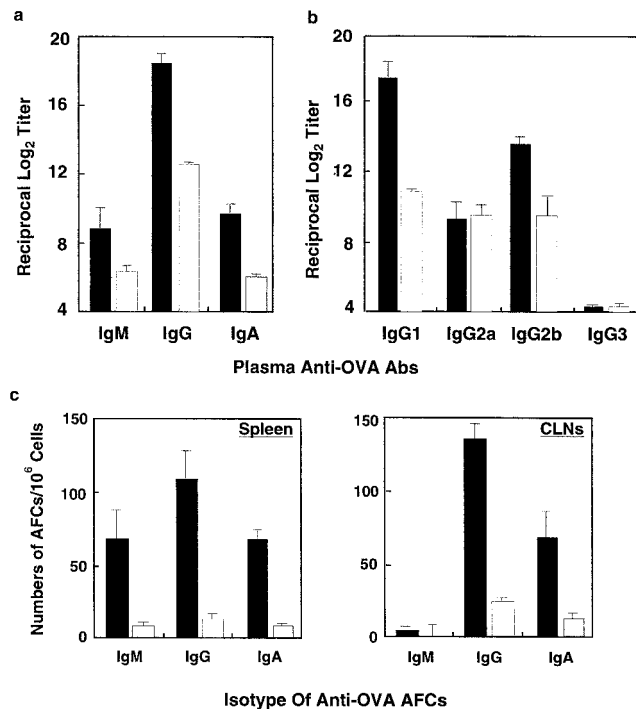 a
b
Reciprocal Log2 Titer
20
16
12
8
4
IgM IgG IgA
Reciprocal Log2 Titer
20
16
12
8
4
IgG1 IgG2a IgG2b IgG3
Plasma Anti-OVA Abs
c
Numbers of AFCs/10^6 Cells
150
100
50
0
Spleen
IgM IgG IgA
150
100
50
0
CLNs
IgM IgG IgA
Isotype Of Anti-OVA AFCs